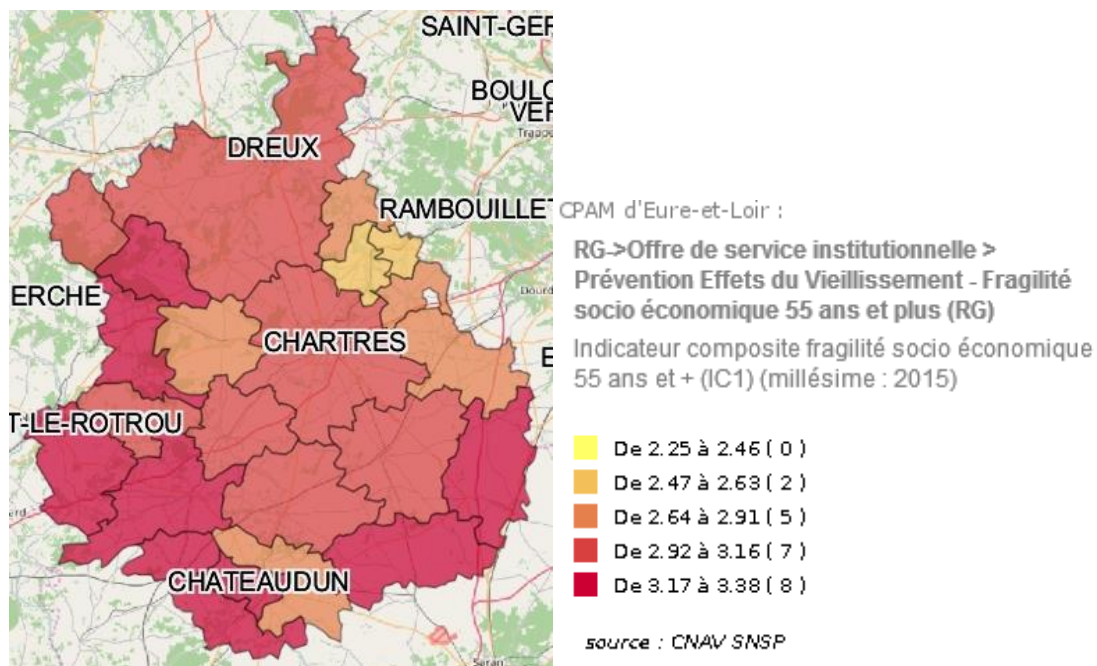 SAINT-GER
BOULO
VER
Trappe
DREUX
RAMBOUILLET
ERCHE
Dourd
CHARTRES
E
T-LE-ROTROU
ard
CHATEAUDUN
Saran
CPAM d'Eure-et-Loir :
RG->Offre de service institutionnelle >
Prévention Effets du Vieillissement - Fragilité
socio économique 55 ans et plus (RG)
Indicateur composite fragilité socio économique
55 ans et + (IC1) (millésime : 2015)
De 2.25 à 2.46 ( 0 )
De 2.47 à 2.63 ( 2 )
De 2.64 à 2.91 ( 5 )
De 2.92 à 3.16 ( 7 )
De 3.17 à 3.38 ( 8 )
source : CNAV SNSP